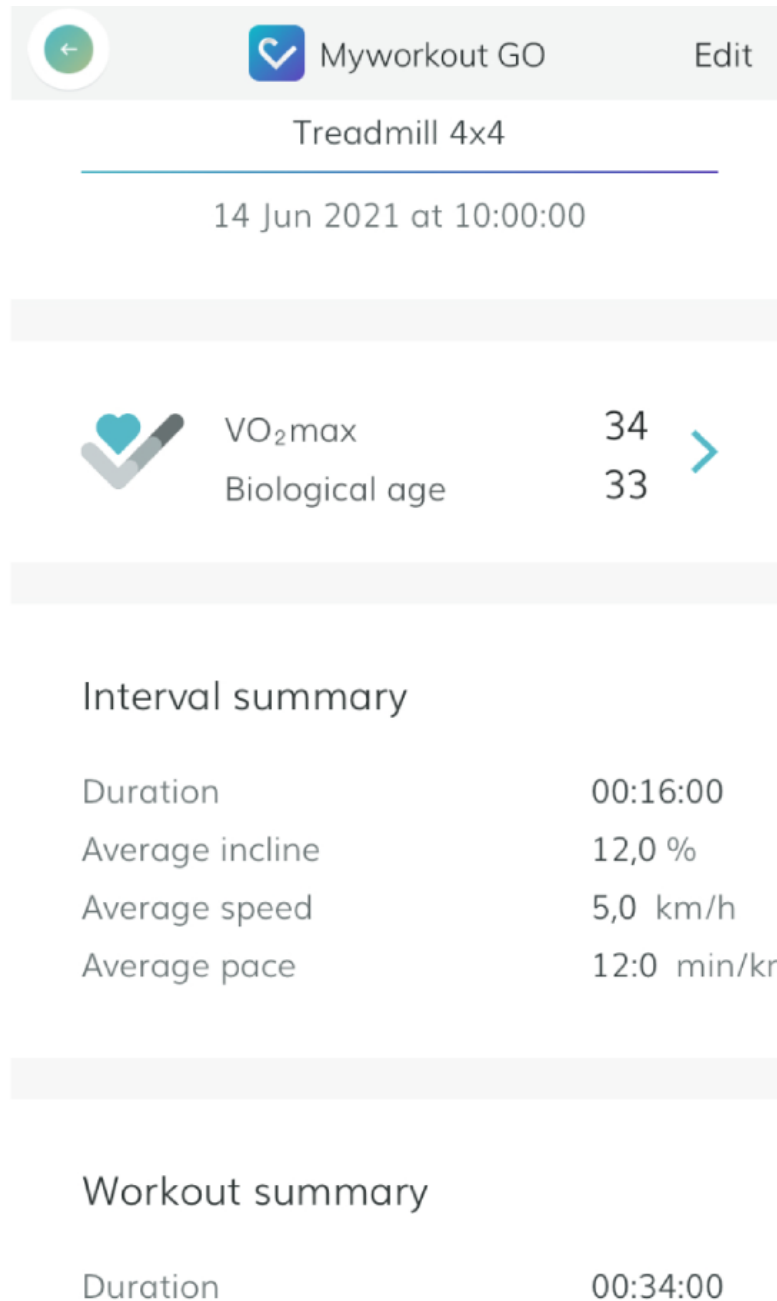 Myworkout GO Edit
Treadmill 4x4
14 Jun 2021 at 10:00:00
VO₂max 34
Biological age 33
Interval summary
Duration 00:16:00
Average incline 12,0 %
Average speed 5,0 km/h
Average pace 12:0
Workout summary
Duration 00:34:00